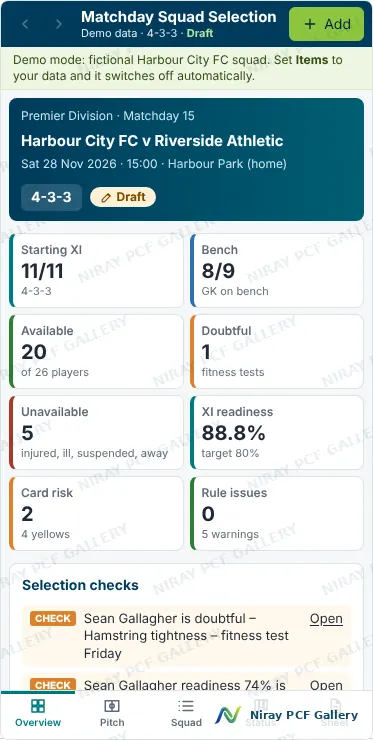 Matchday Squad Selection
Demo data · 4-3-3 · Draft
+ Add
Demo mode: fictional Harbour City FC squad. Set Items to
your data and it switches off automatically.
Premier Division · Matchday 15
Harbour City FC v Riverside Athletic
Sat 28 Nov 2026 · 15:00 · Harbour Park (home)
4-3-3
Draft
Starting XI
11/11
4-3-3
Bench
8/9
GK on bench
Available
20
of 26 players
Doubtful
1
fitness tests
Unavailable
5
injured, ill, suspended, away
XI readiness
88.8%
target 80%
Card risk
2
4 yellows
Rule issues
0
5 warnings
Selection checks
CHECK
Sean Gallagher is doubtful –
Hamstring tightness – fitness test
Friday
Open
CHECK
Sean Gallagher readiness 74% is
Open
Overview
Pitch
Squad
Status
Sheet
Niray PCF Gallery
NIRAY PCF GALLERY